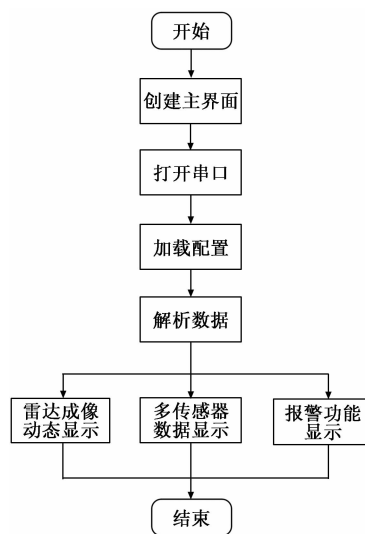 开始
创建主界面
打开串口
加载配置
解析数据
雷达成像
动态显示
多传感器
数据显示
报警功能
显示
结束